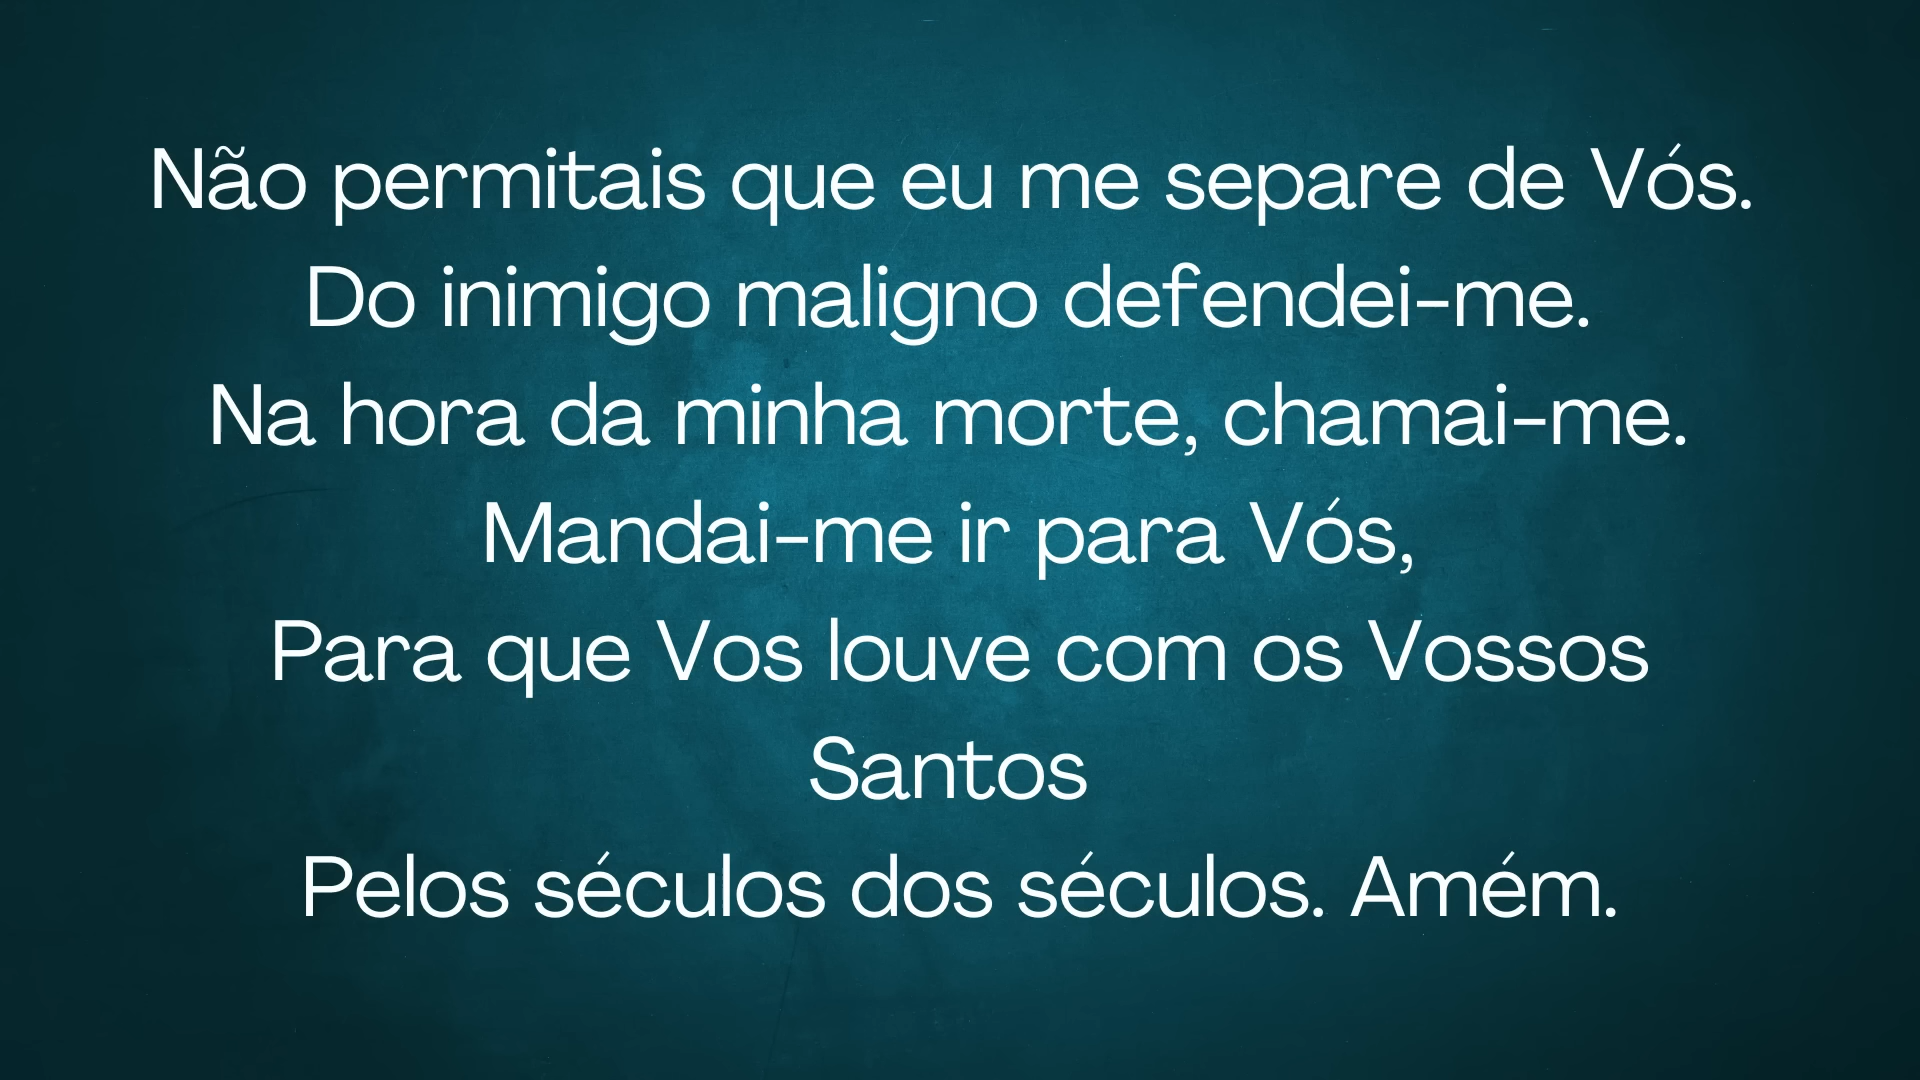 Não permitais que eu me separe de Vós.
Do inimigo maligno defendei-me.
Na hora da minha morte, chamai-me.
Mandai-me ir para Vós,
Para que Vos louve com os Vossos
Santos
Pelos séculos dos séculos. Amém.